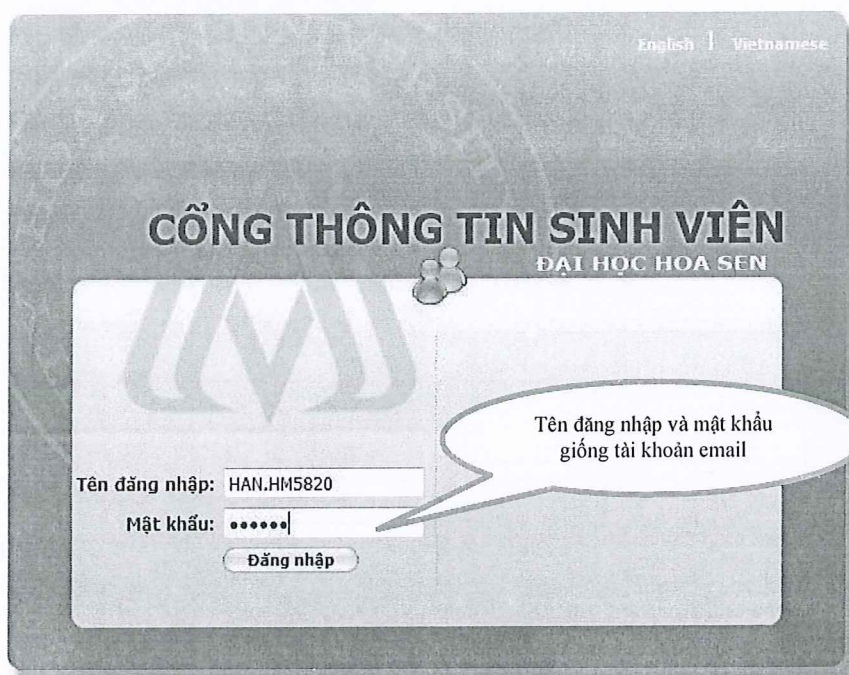 English | Vietnamese
CỔNG THÔNG TIN SINH VIÊN
ĐẠI HỌC HOA SEN
Tên đăng nhập và mật khẩu
giống tài khoản email
Tên đăng nhập: HAN.HM5820
Mật khẩu: ••••••
Đăng nhập